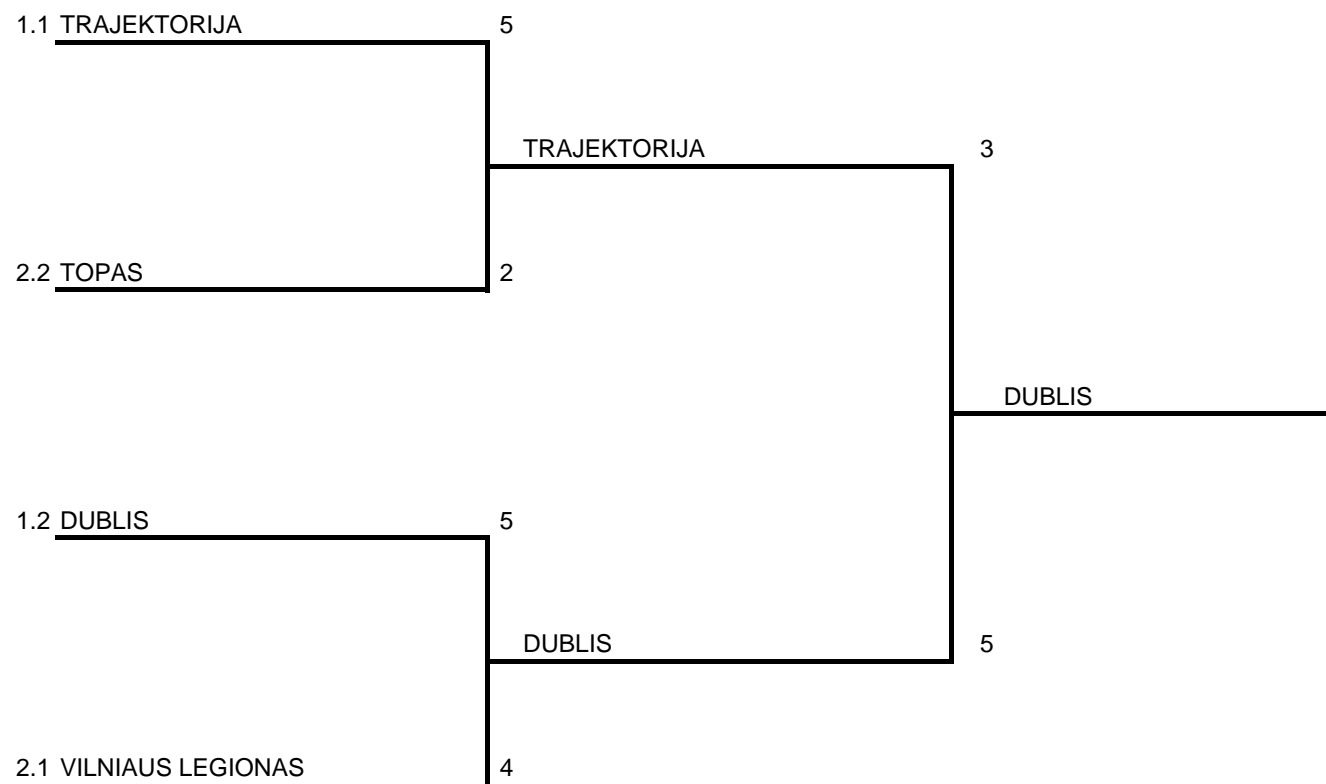 1.1 TRAJEKTORIJA 5
TRAJEKTORIJA 3
2.2 TOPAS 2
DUBLIS
1.2 DUBLIS 5
DUBLIS 5
2.1 VILNIAUS LEGIONAS 4